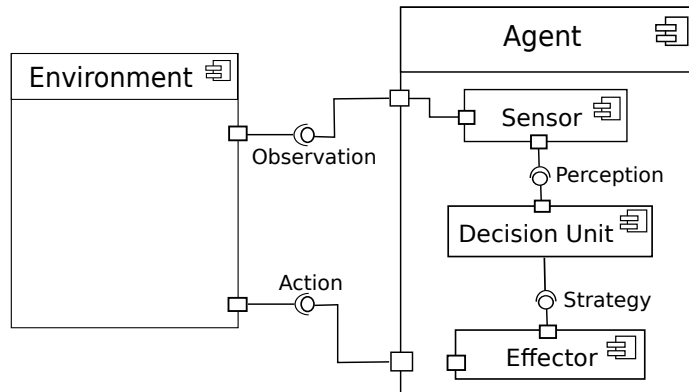 Agent
Environment
Sensor
Observation
Perception
Decision Unit
Action
Strategy
Effector